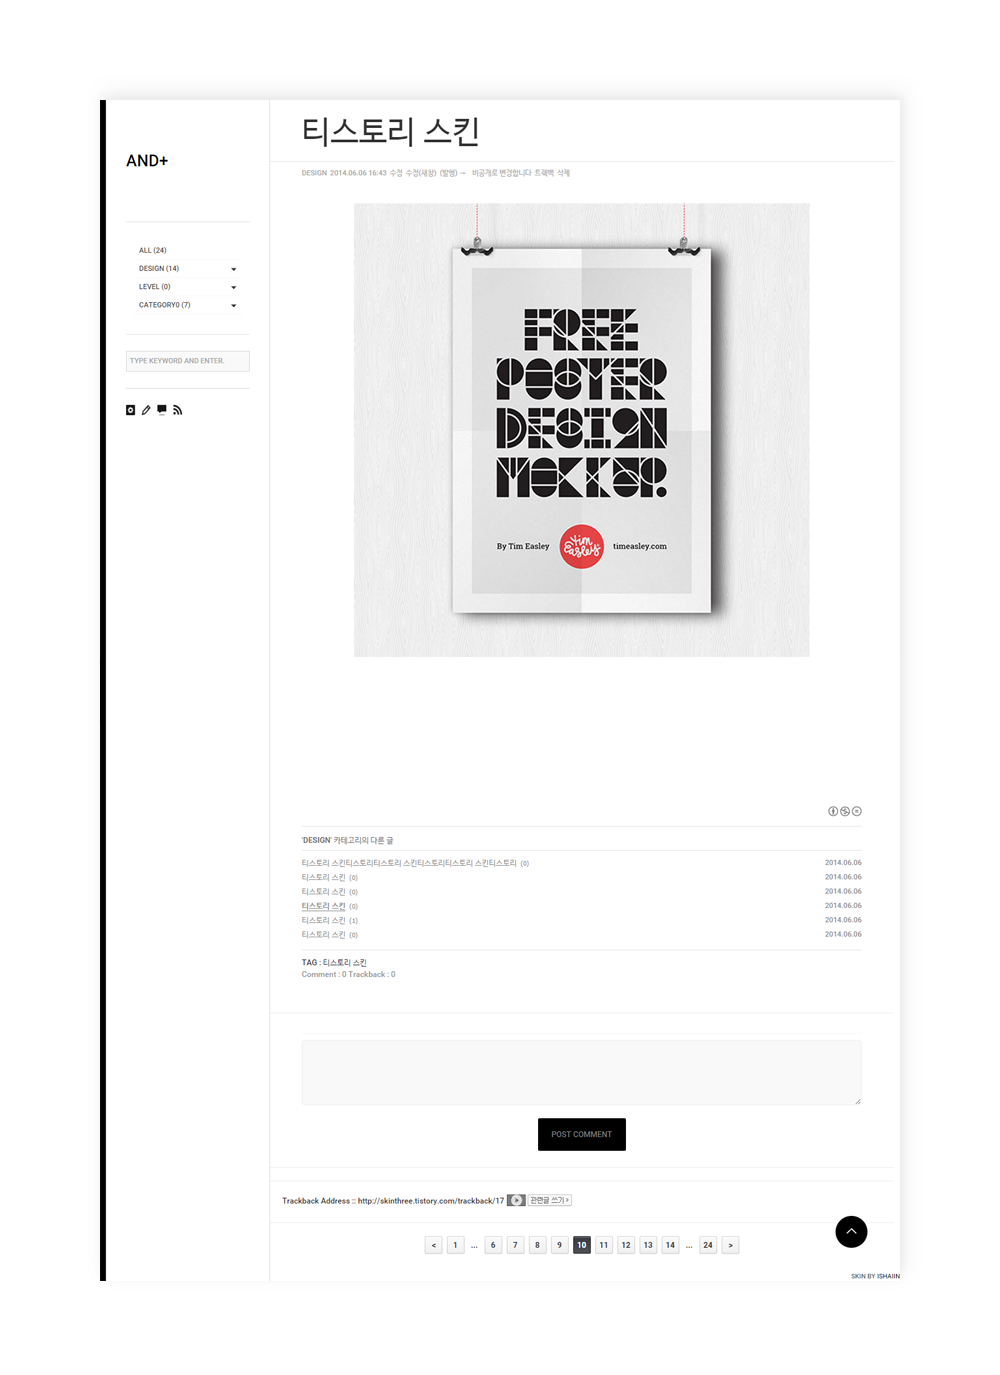 티스토리 스킨
AND+
DESIGN 2014.06.06 16:43 수정 수정(새창) (발행) → 비공개로 변경합니다 트랙백 삭제
ALL (24)
DESIGN (14)
LEVEL (0)
CATEGORY0 (7)
TYPE KEYWORD AND ENTER.
FREE
POSTER
DESIGN
MOCKUP.
By Tim Easley
Tim Easley
timeasley.com
'DESIGN' 카테고리의 다른 글
티스토리 스킨티스토리티스토리 스킨티스토리티스토리 스킨티스토리 (0) 2014.06.06
티스토리 스킨 (0) 2014.06.06
티스토리 스킨 (0) 2014.06.06
티스토리 스킨 (0) 2014.06.06
티스토리 스킨 (1) 2014.06.06
티스토리 스킨 (0) 2014.06.06
TAG : 티스토리 스킨
Comment : 0 Trackback : 0
POST COMMENT
Trackback Address :: http://skinthree.tistory.com/trackback/17 관련글 쓰기
< 1 ... 6 7 8 9 10 11 12 13 14 ... 24 >
SKIN BY ISHAIIN